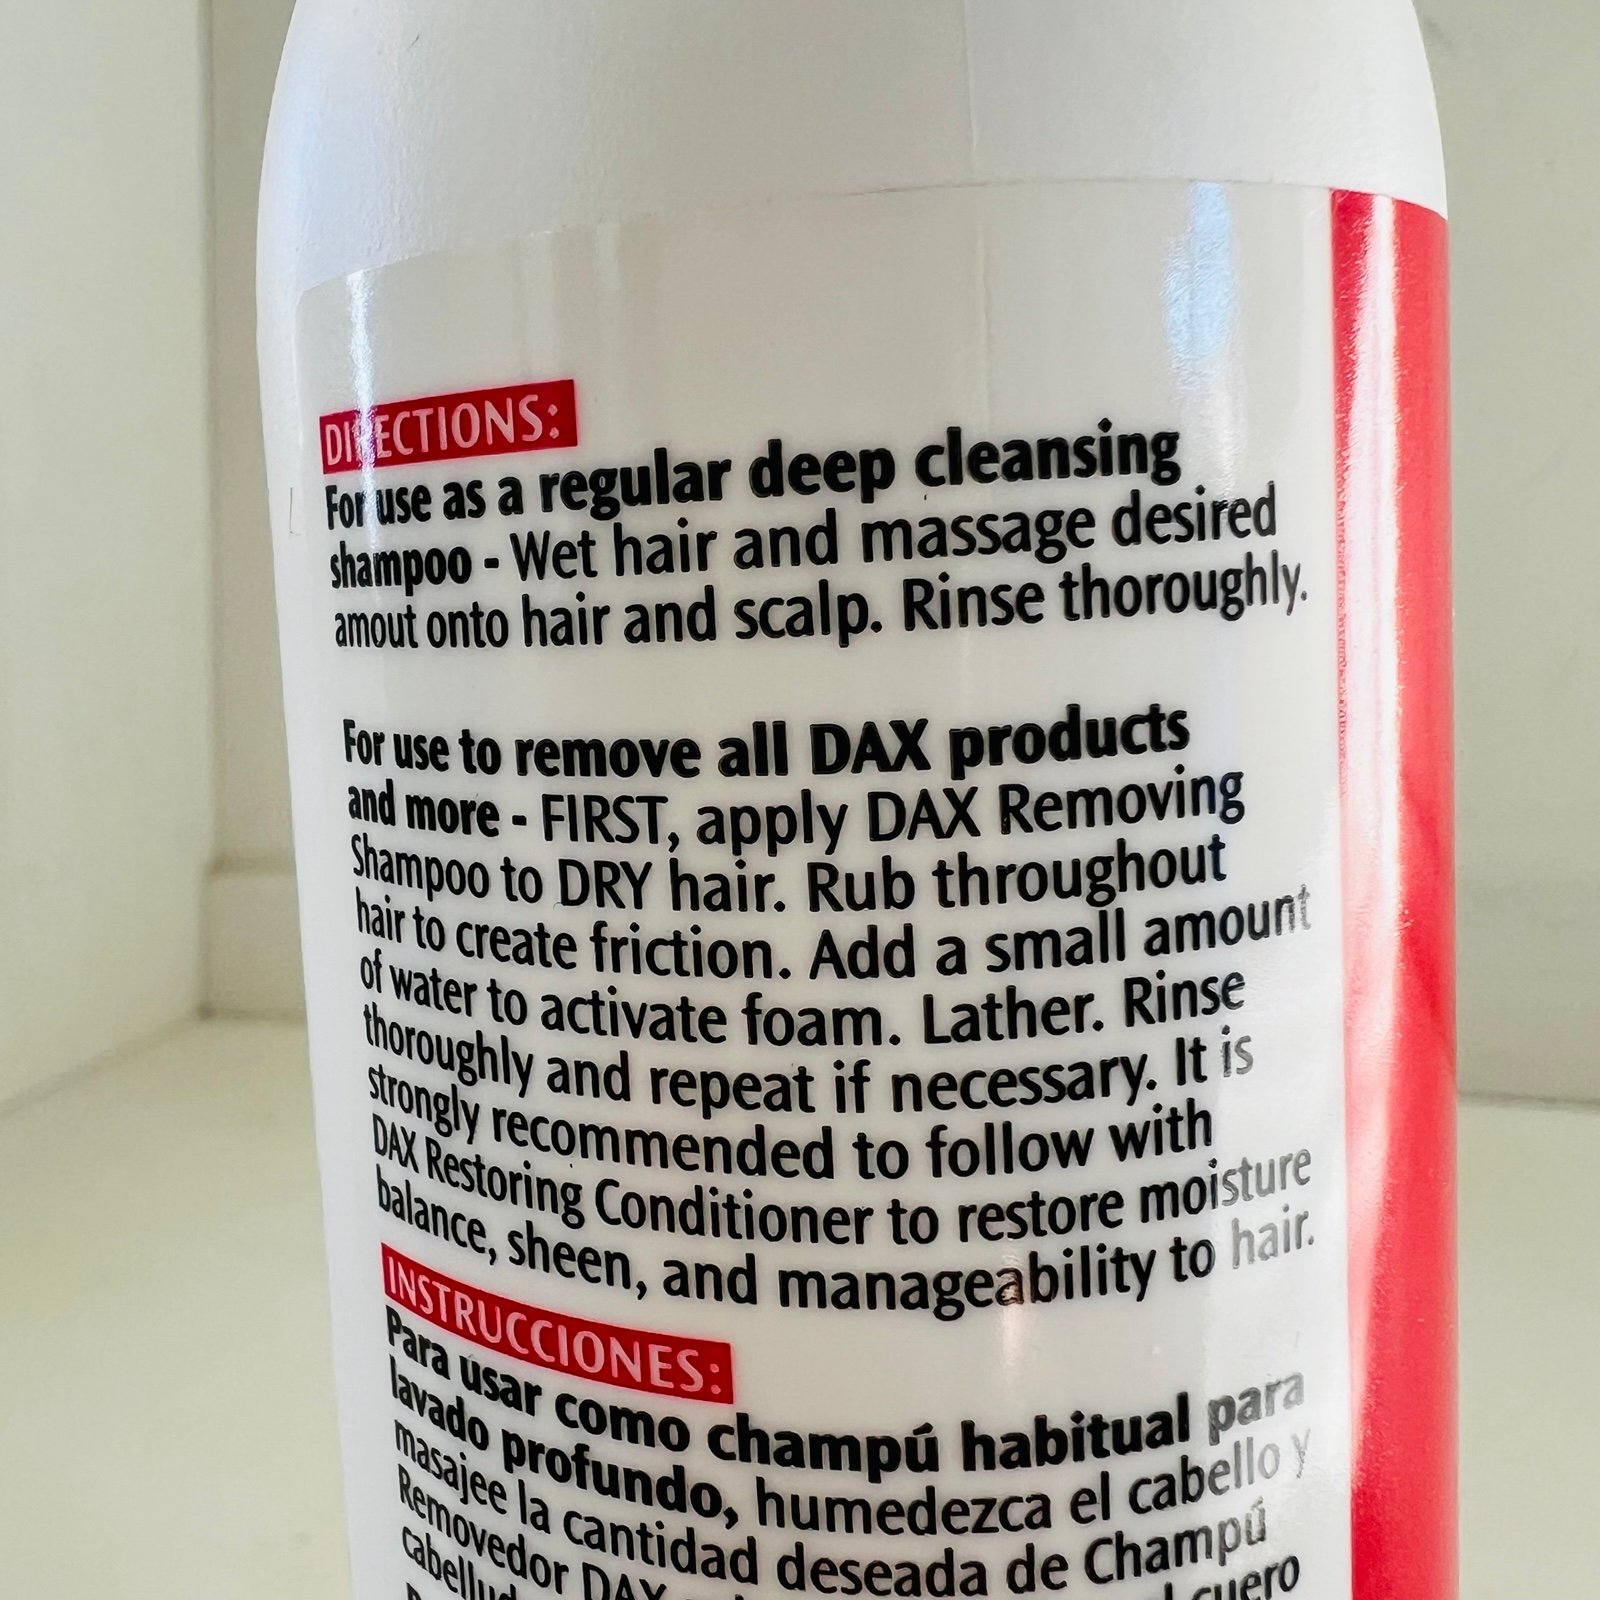 DIRECTIONS:
For use as a regular deep cleansing
shampoo - Wet hair and massage desired
amout onto hair and scalp. Rinse thoroughly.
For use to remove all DAX products
and more - FIRST, apply DAX Removing
Shampoo to DRY hair. Rub throughout
hair to create friction. Add a small amount
of water to activate foam. Lather. Rinse
thoroughly and repeat if necessary. It is
strongly recommended to follow with
DAX Restoring Conditioner to restore moisture
balance, sheen, and manageability to hair.
INSTRUCCIONES:
Para usar como champú habitual para
lavado profundo, humedezca el cabello y
masajee la cantidad deseada de Champú
Removedor DAX cuero